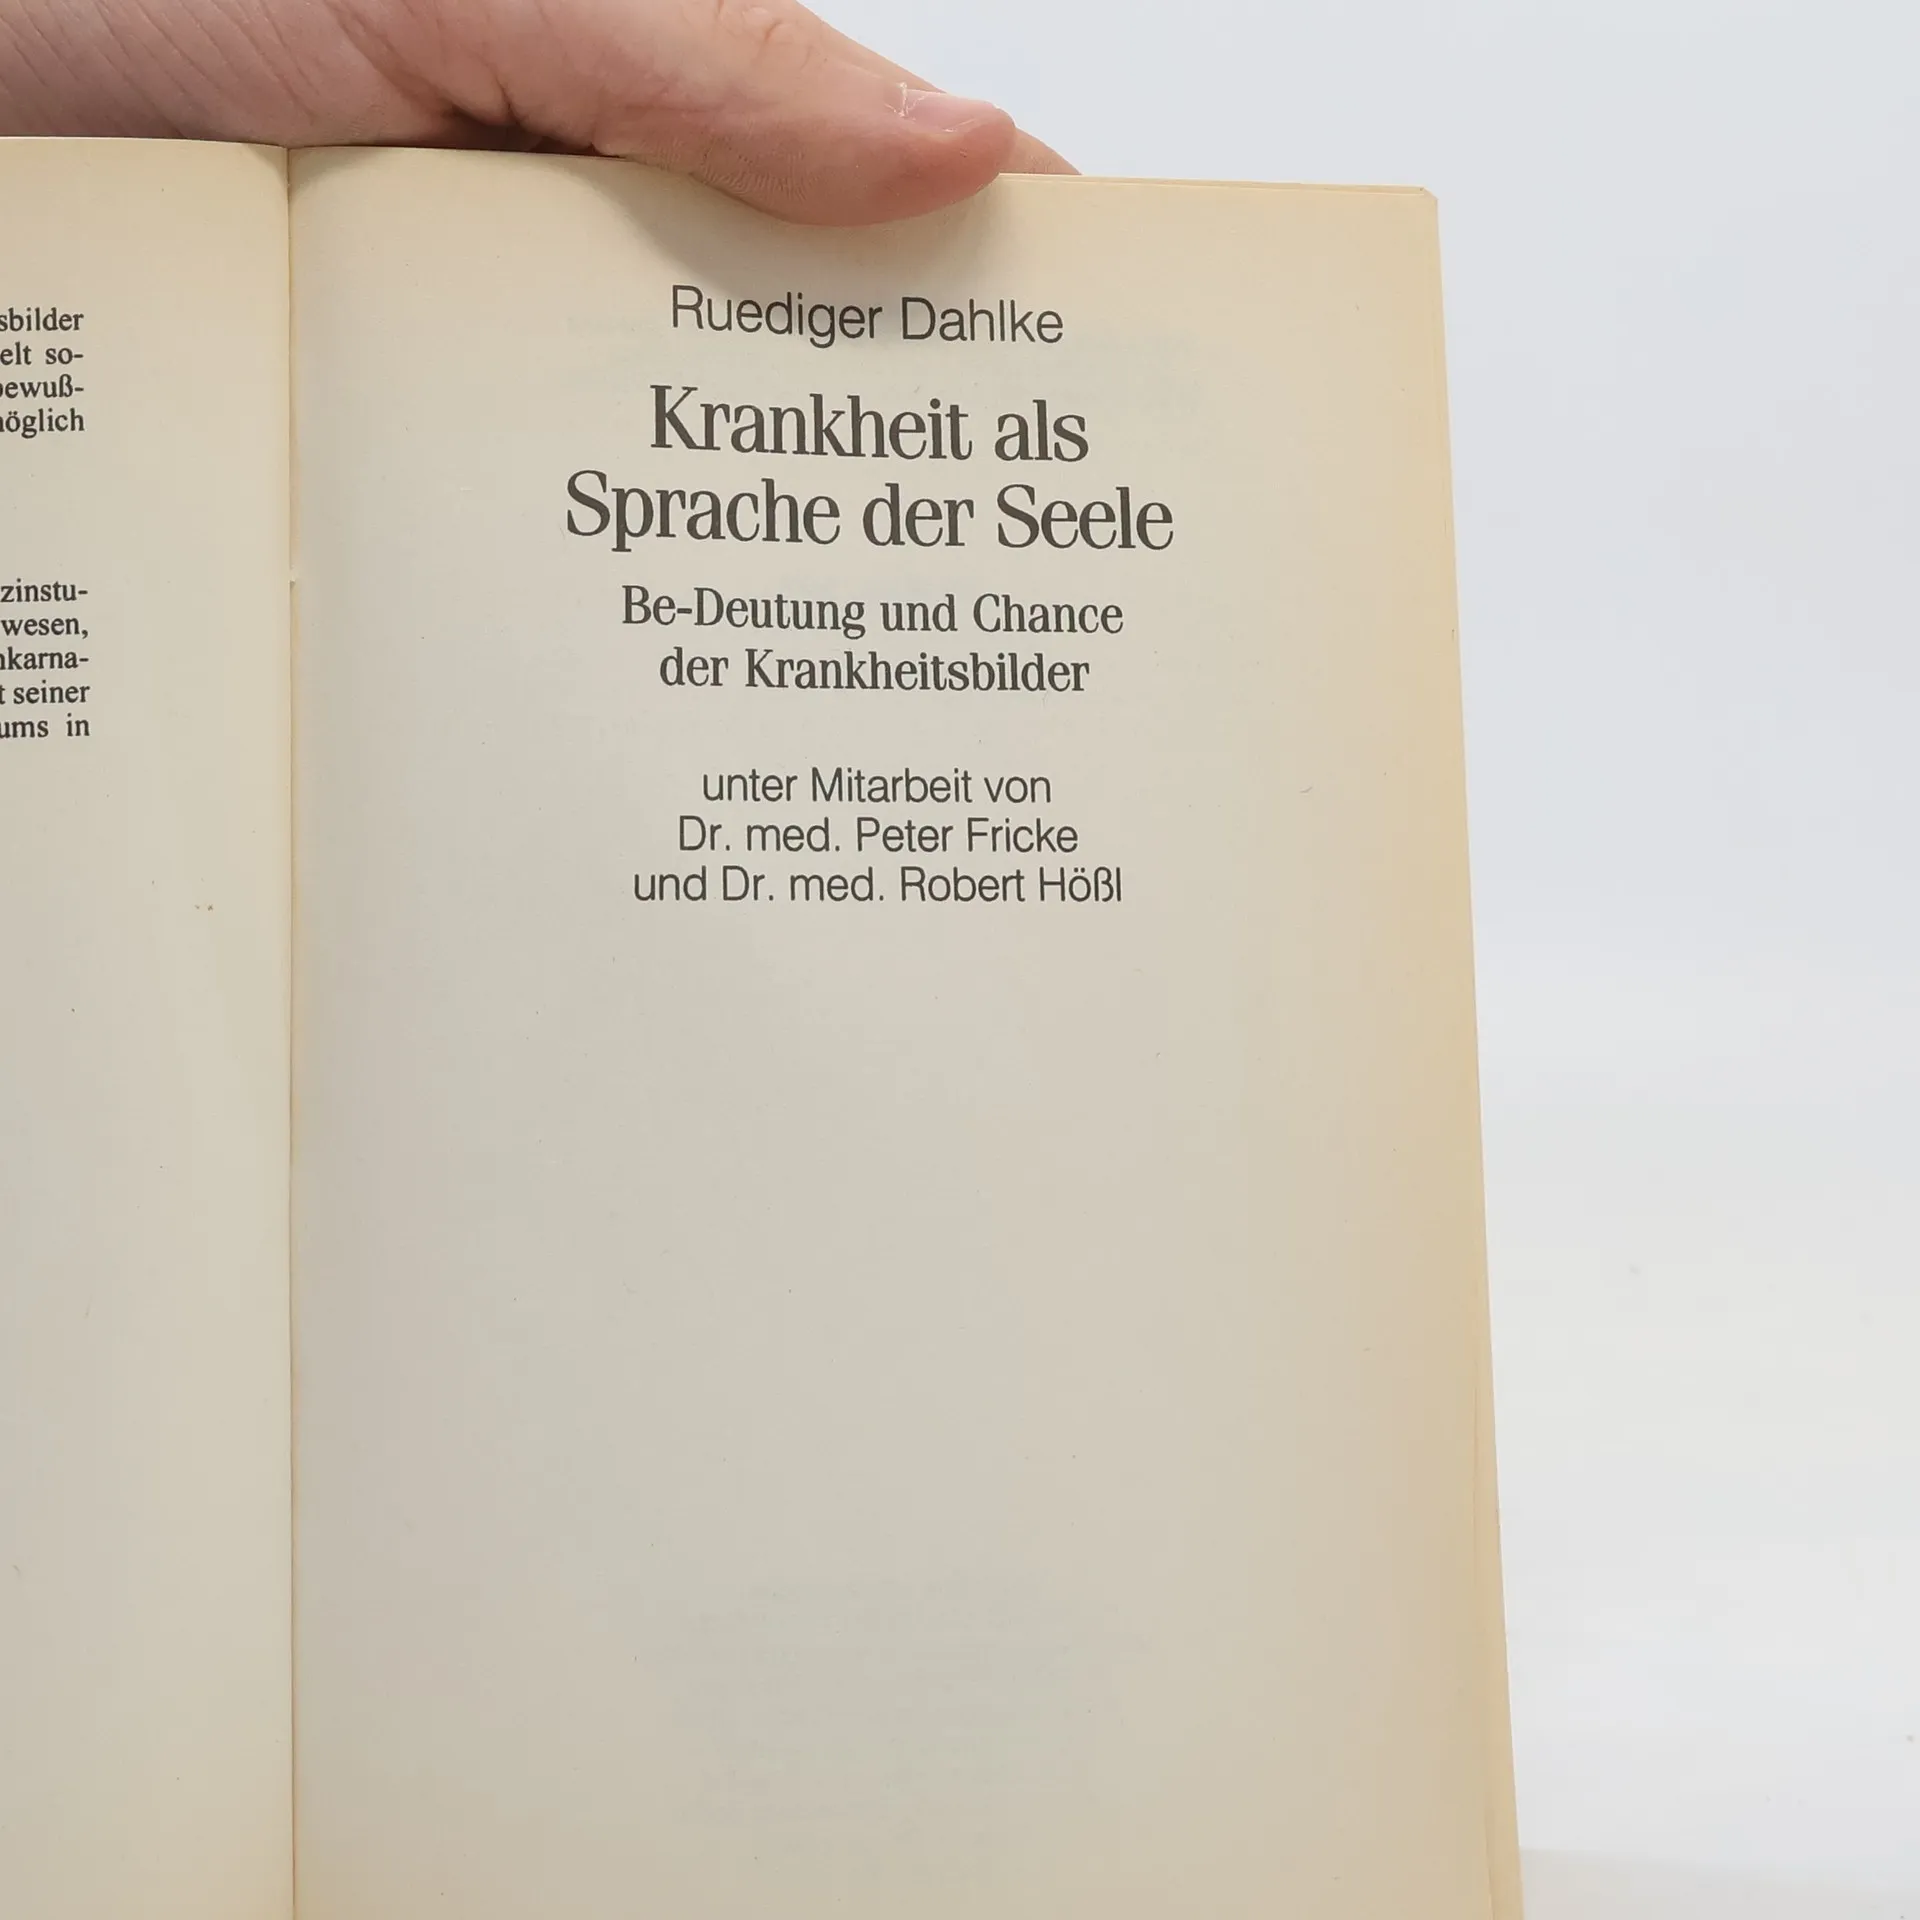 sbilder
elt so-
bewuß-
möglich
zinstu-
wesen,
nkarna-
t seiner
ums in
Ruediger Dahlke
Krankheit als
Sprache der Seele
Be-Deutung und Chance
der Krankheitsbilder
unter Mitarbeit von
Dr. med. Peter Fricke
und Dr. med. Robert Hößl